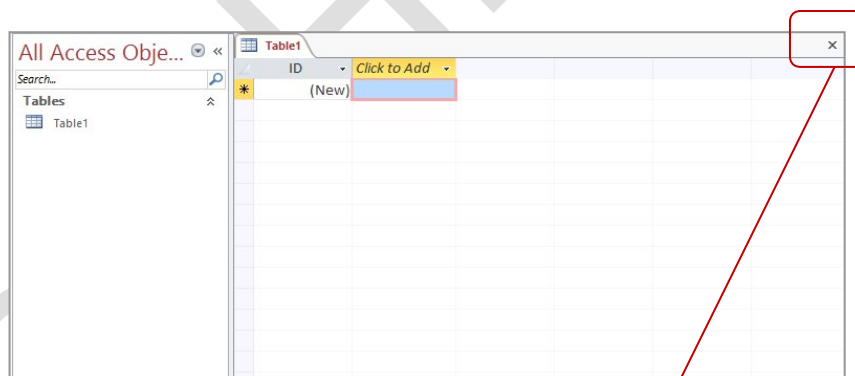 All Access Obje... «
Search...
Tables
Table1
Table1 ×
ID Click to Add
* (New)